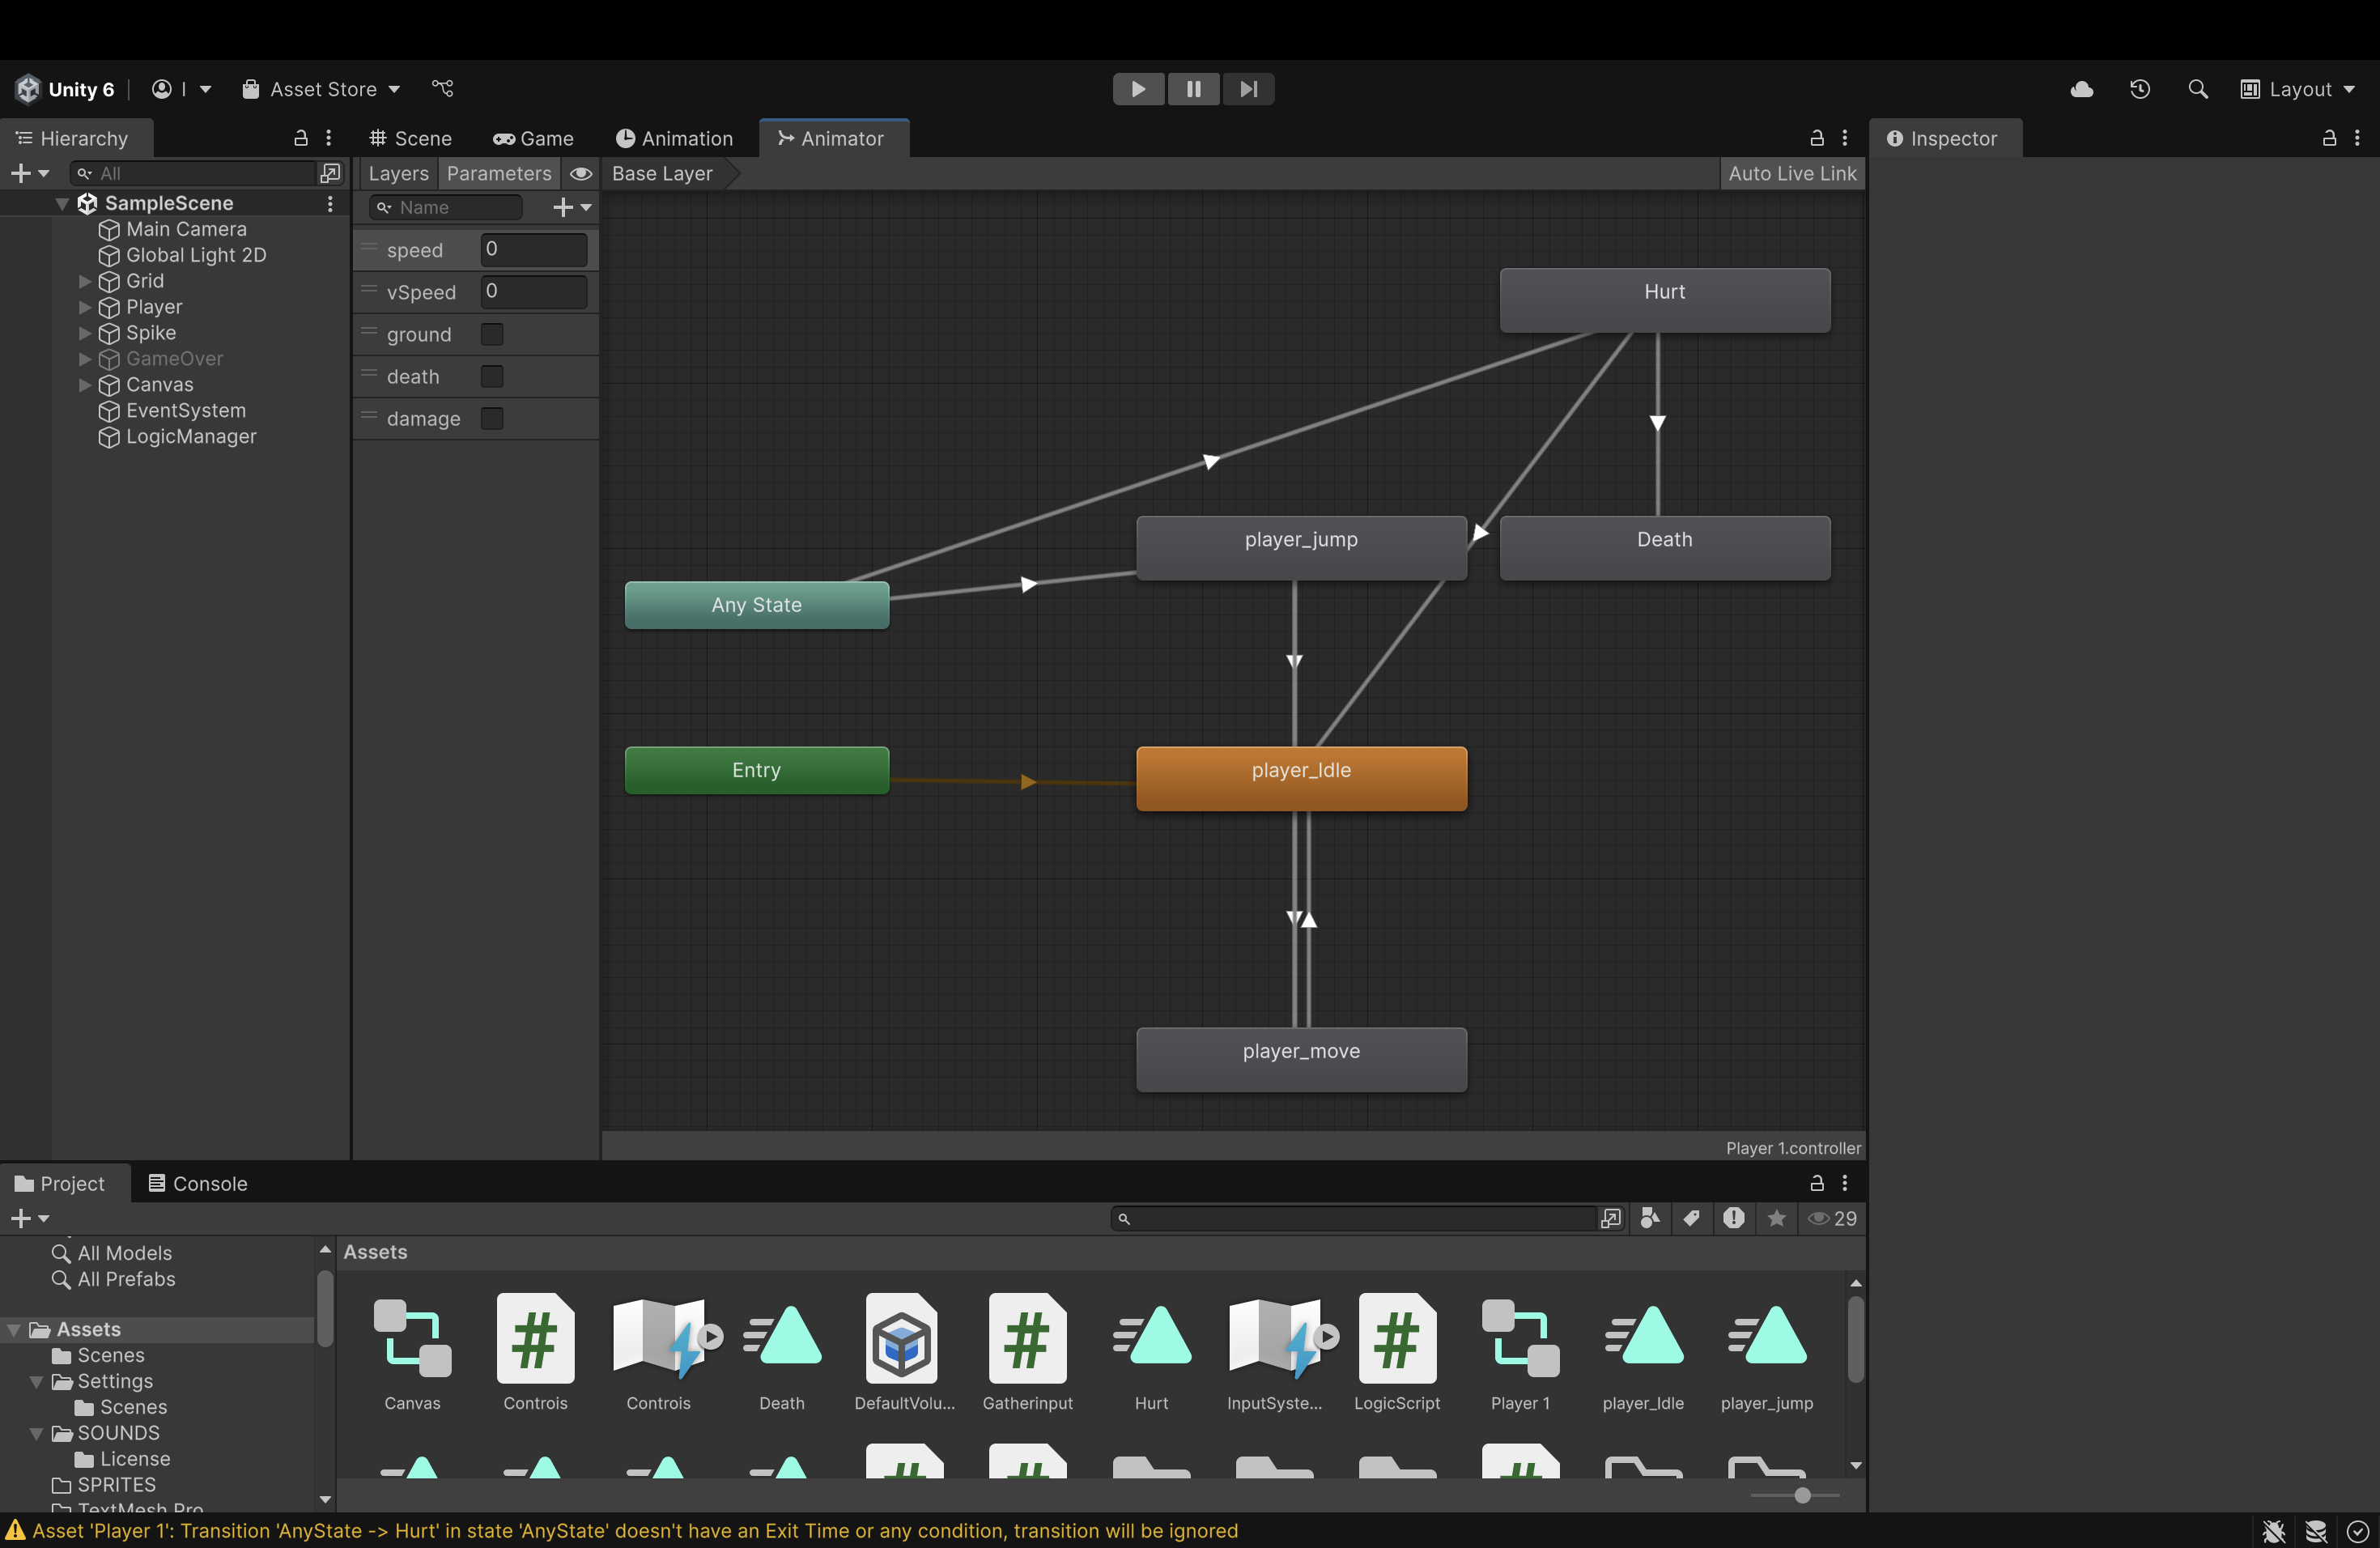 Unity 6
Asset Store
Layout
Hierarchy
Scene
Game
Animation
Animator
Inspector
All
Layers
Parameters
Base Layer
Auto Live Link
SampleScene
Main Camera
Global Light 2D
Grid
Player
Spike
GameOver
Canvas
EventSystem
LogicManager
Name
speed 0
vSpeed 0
ground
death
damage
Hurt
player_jump
Death
Any State
Entry
player_Idle
player_move
Player 1.controller
Project
Console
29
All Models
All Prefabs
Assets
Scenes
Settings
Scenes
SOUNDS
License
SPRITES
TextMesh Pro
Assets
Canvas
Controls
Controls
Death
DefaultVolu...
Gatherinput
Hurt
InputSyste...
LogicScript
Player 1
player_Idle
player_jump
Asset 'Player 1': Transition 'AnyState -> Hurt' in state 'AnyState' doesn't have an Exit Time or any condition, transition will be ignored